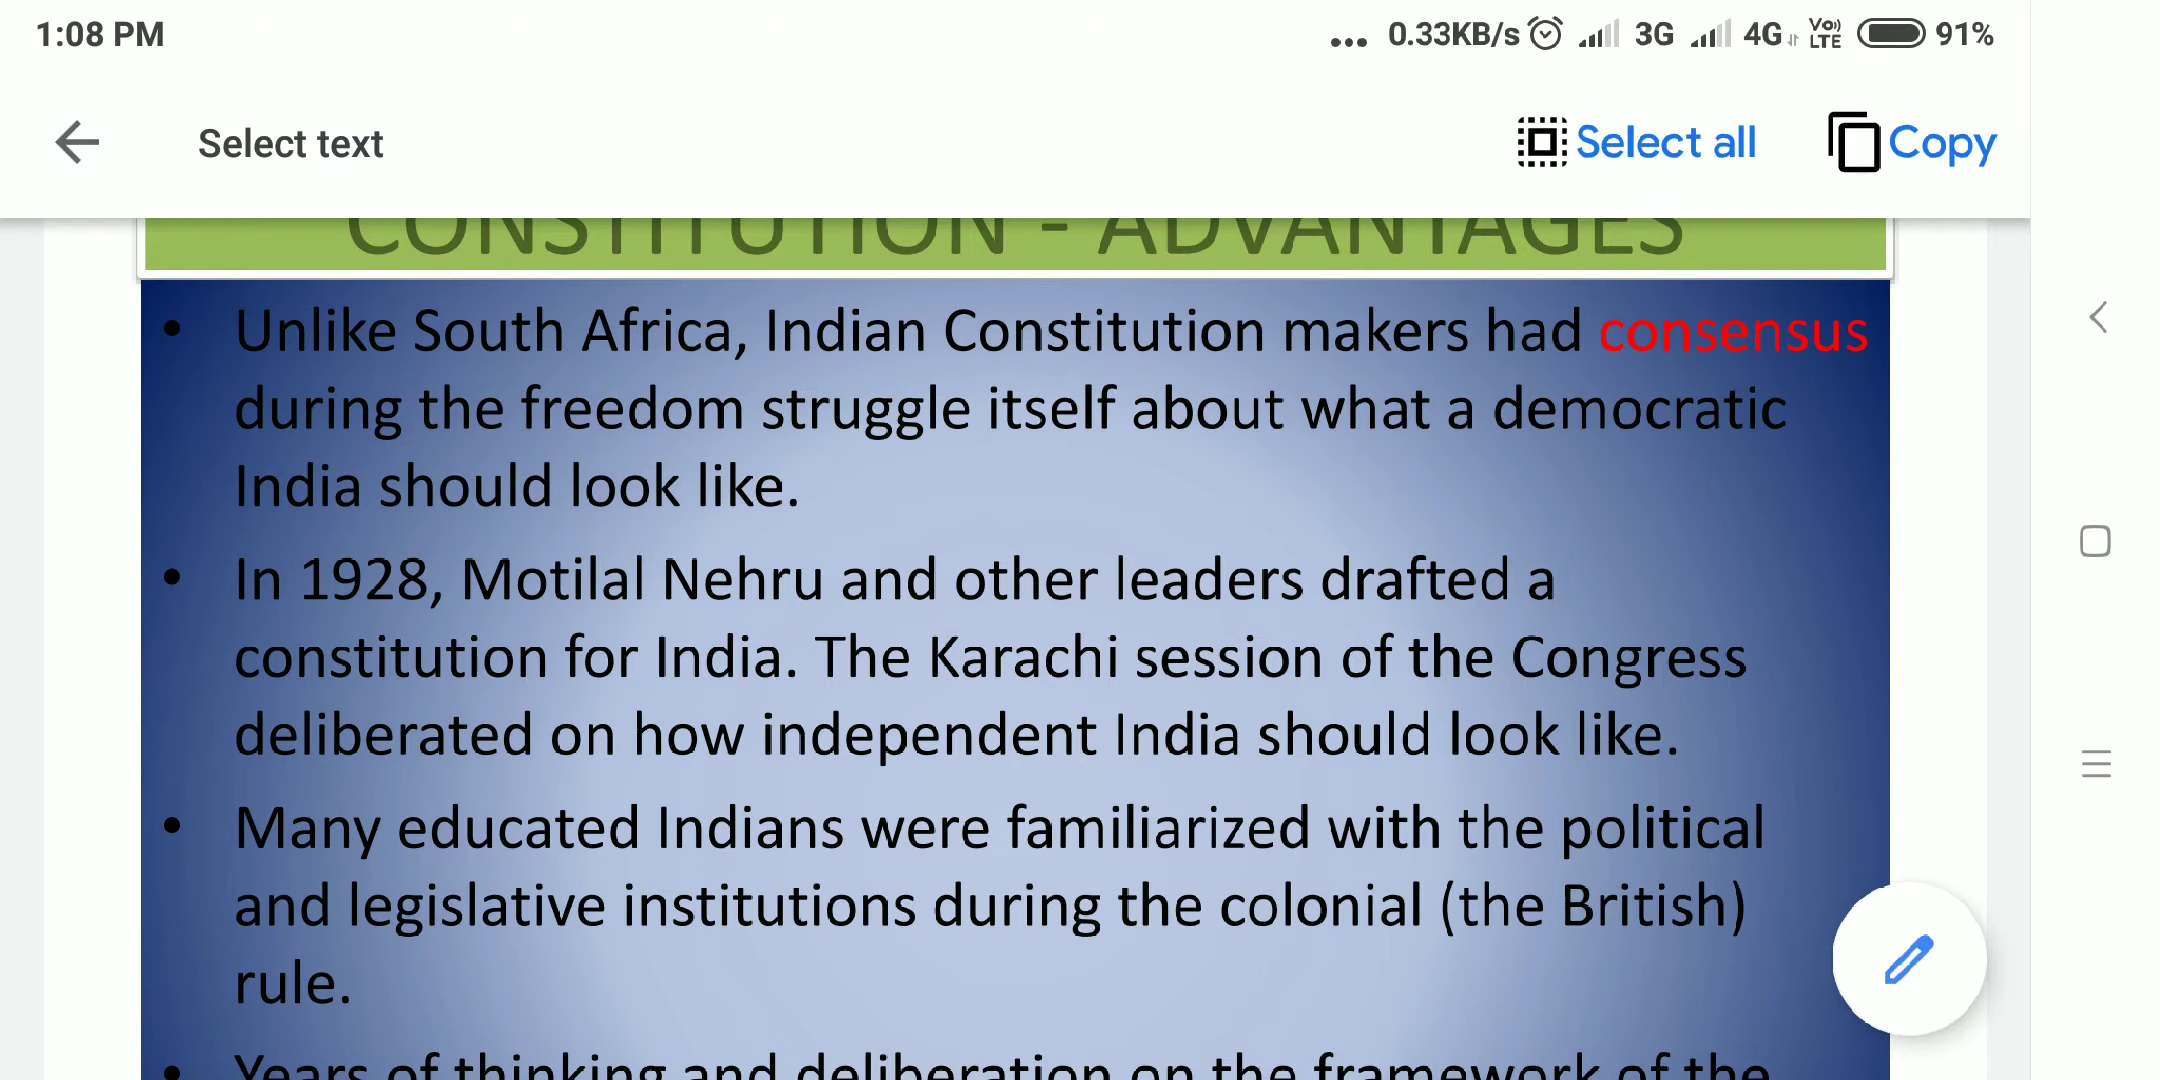 1:08 PM
... 0.33KB/s 3G 4G Vo)) LTE 91%
Select text
Select all
Copy
CONSTITUTION - ADVANTAGES
• Unlike South Africa, Indian Constitution makers had consensus
during the freedom struggle itself about what a democratic
India should look like.
• In 1928, Motilal Nehru and other leaders drafted a
constitution for India. The Karachi session of the Congress
deliberated on how independent India should look like.
• Many educated Indians were familiarized with the political
and legislative institutions during the colonial (the British)
rule.
• Years of thinking and deliberation on the framework of the